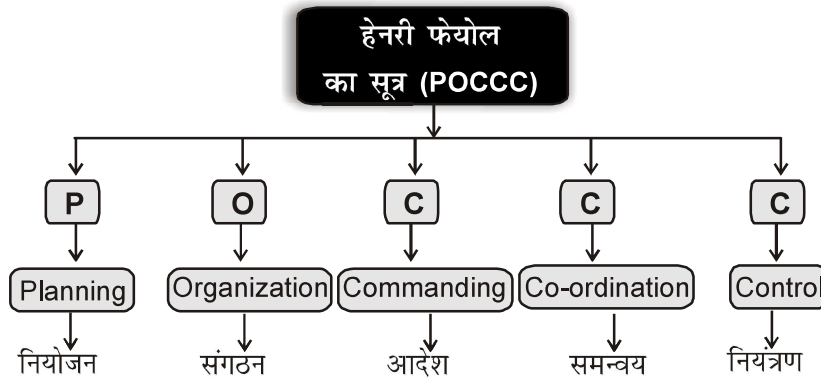 हेनरी फेयोल
का सूत्र (POCCC)
P O C C C
Planning Organization Commanding Co-ordination Control
नियोजन संगठन आदेश समन्वय नियंत्रण